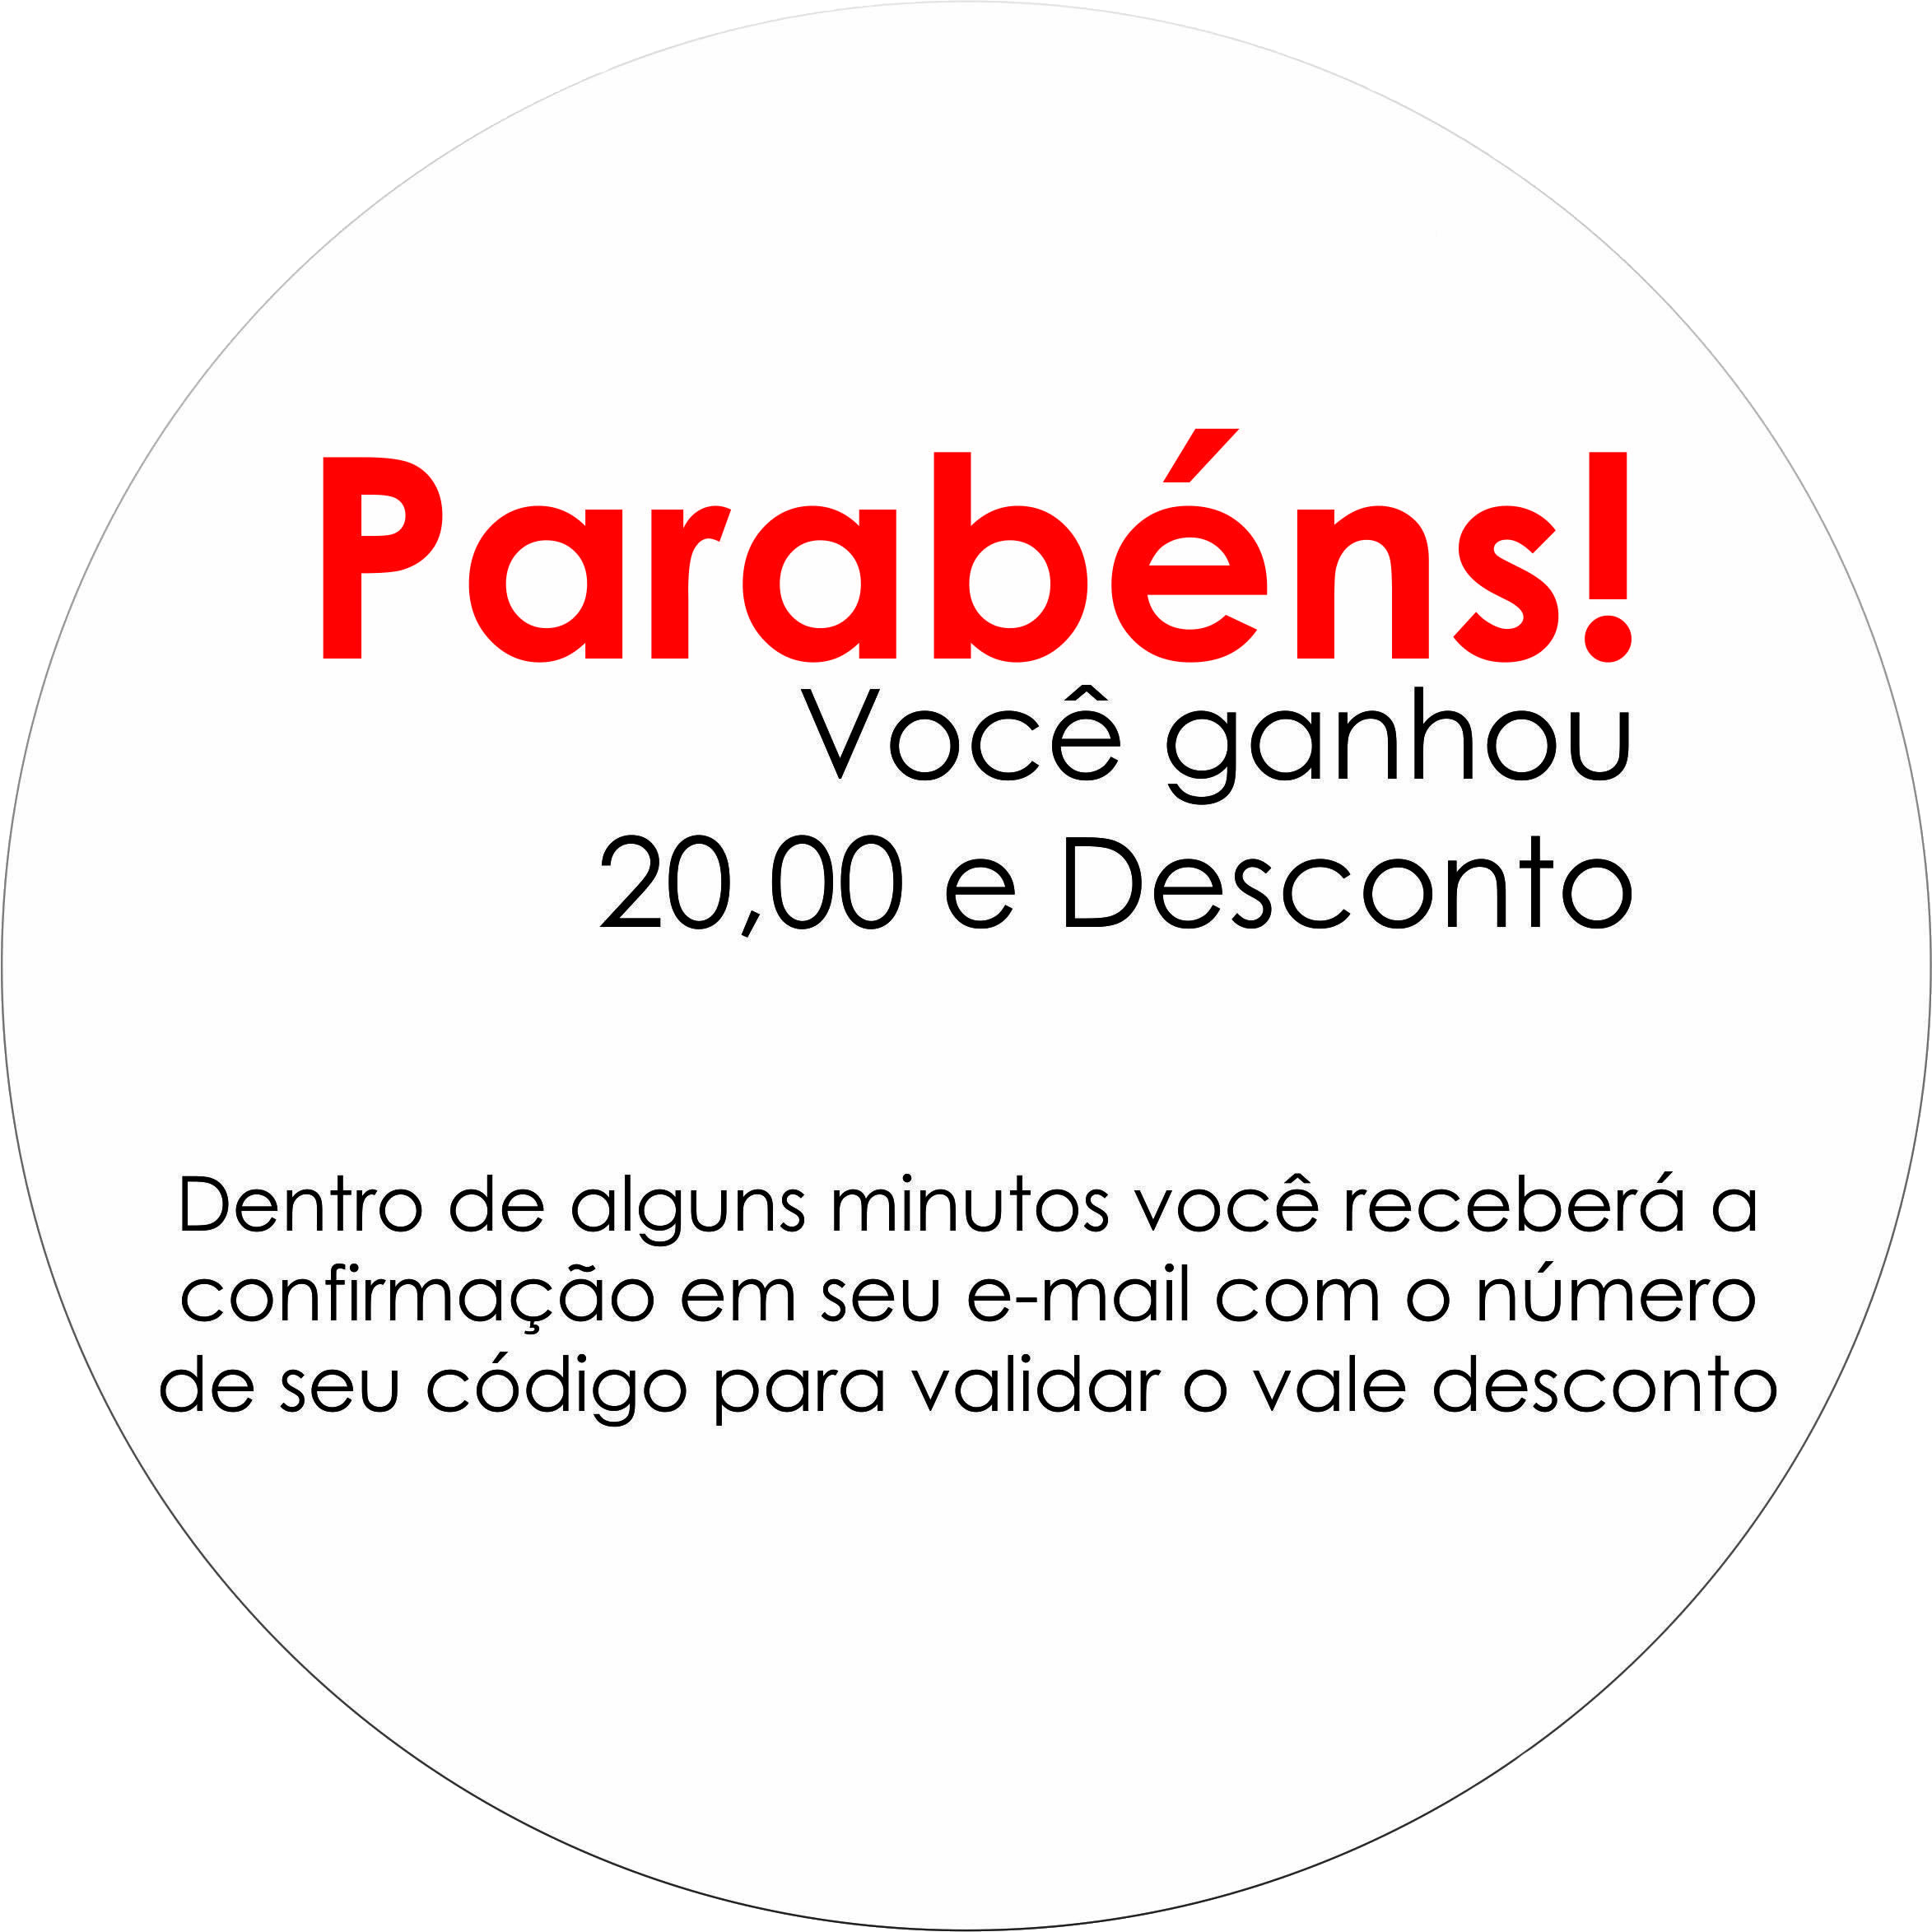 Parabéns!
Você ganhou
20,00 e Desconto
Dentro de alguns minutos você receberá a
confirmação em seu e-mail com o número
de seu código para validar o vale desconto